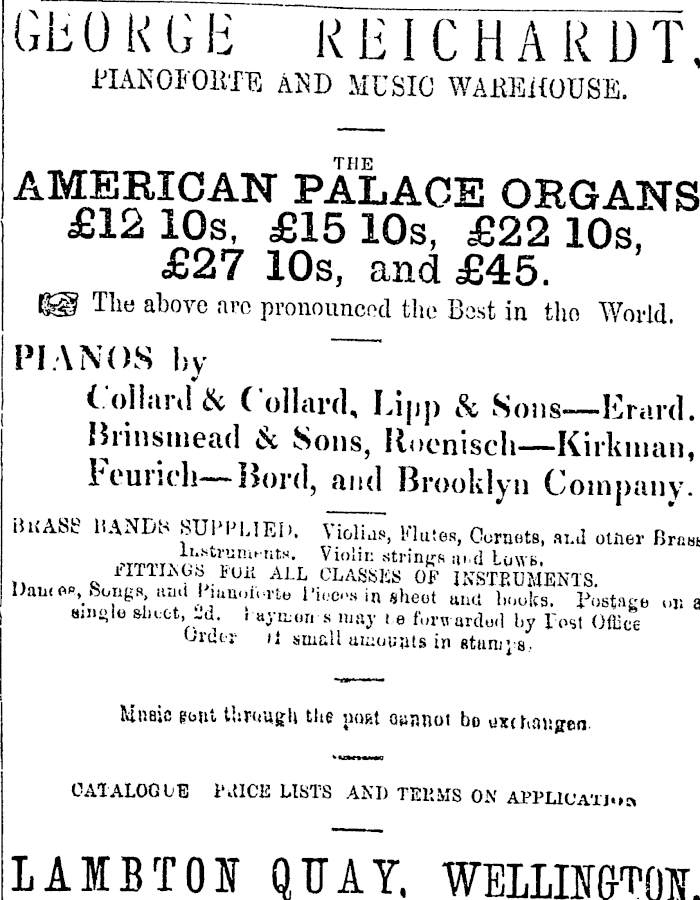 GEORGE REICHARDT,
PIANOFORTE AND MUSIC WAREHOUSE.
THE
AMERICAN PALACE ORGANS
£12 10s, £15 10s, £22 10s,
£27 10s, and £45.
The above are pronounced the Best in the World.
PIANOS by
Collard & Collard, Lipp & Sons—Erard.
Brinsmead & Sons, Roenisch—Kirkman,
Feurich—Bord, and Brooklyn Company.
BRASS BANDS SUPPLIED. Violins, Flutes, Cornets, and other Brass
Instruments. Violin strings and Bows.
FITTINGS FOR ALL CLASSES OF INSTRUMENTS.
Dances, Songs, and Pianoforte Pieces in sheet and books. Postage on a
single sheet, 2d. Payments may be forwarded by Post Office
Order small amounts in stamps.
Music sent through the post cannot be exchanged.
CATALOGUE PRICE LISTS AND TERMS ON APPLICATION
LAMBTON QUAY, WELLINGTON.